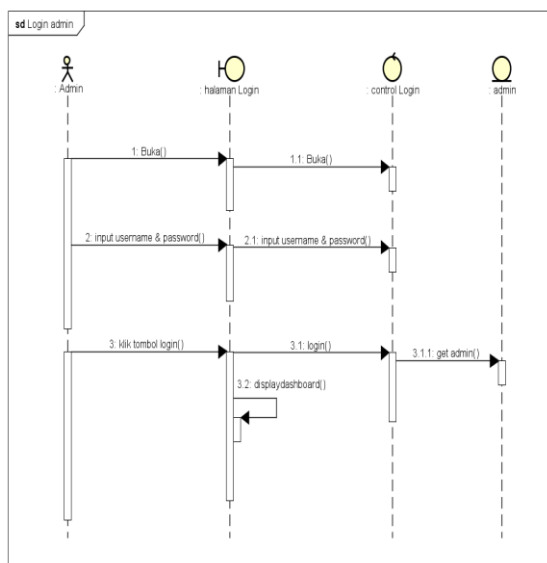 sd Login admin
: Admin
: halaman Login
: control Login
: admin
1: Buka()
1.1: Buka()
2: input username & password()
2.1: input username & password()
3: klik tombol login()
3.1: login()
3.1.1: get admin()
3.2: displaydashboard()